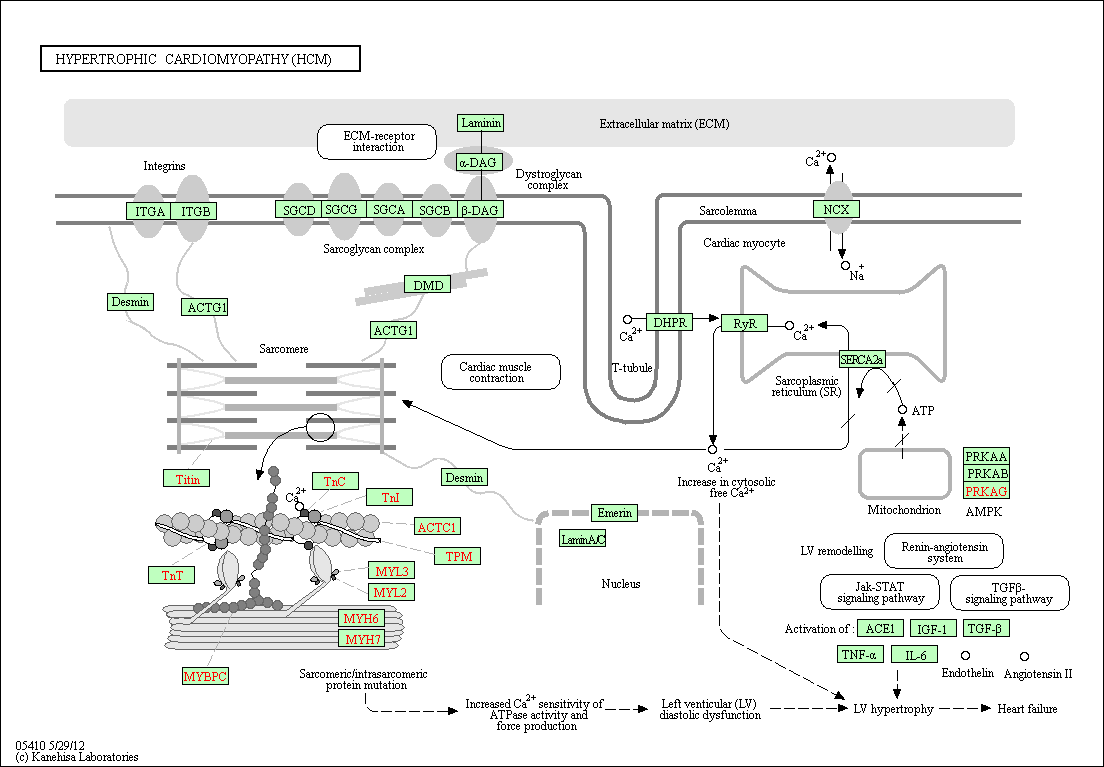 HYPERTROPHIC CARDIOMYOPATHY (HCM)
Laminin
Extracellular matrix (ECM)
ECM-receptor
interaction
α-DAG
Dystroglycan
complex
Integrins
Ca2+
ITGA
ITGB
SGCD
SGCG
SGCA
SGCB
β-DAG
Sarcolemma
NCX
Sarcoglycan complex
Cardiac myocyte
Na+
Desmin
ACTG1
DMD
ACTG1
Ca2+
DHPR
RyR
Ca2+
Sarcomere
SERCA2a
Cardiac muscle
contraction
T-tubule
Sarcoplasmic
reticulum (SR)
ATP
Titin
TnC
Ca2+
TnI
Desmin
Ca2+
Increase in cytosolic
free Ca2+
PRKAA
PRKAB
PRKAG
AMPK
Mitochondrion
ACTC1
Emerin
LaminA/C
TPM
TnT
MYL3
MYL2
Nucleus
LV remodelling
Renin-angiotensin
system
Jak-STAT
signaling pathway
TGFβ-
signaling pathway
MYH6
MYH7
Activation of :
ACE1
IGF-1
TGF-β
TNF-α
IL-6
Endothelin
Angiotensin II
MYBPC
Sarcomeric/intrasarcomeric
protein mutation
Increased Ca2+ sensitivity of
ATPase activity and
force production
Left venticular (LV)
diastolic dysfunction
LV hypertrophy
Heart failure
05410 5/29/12
(c) Kanehisa Laboratories